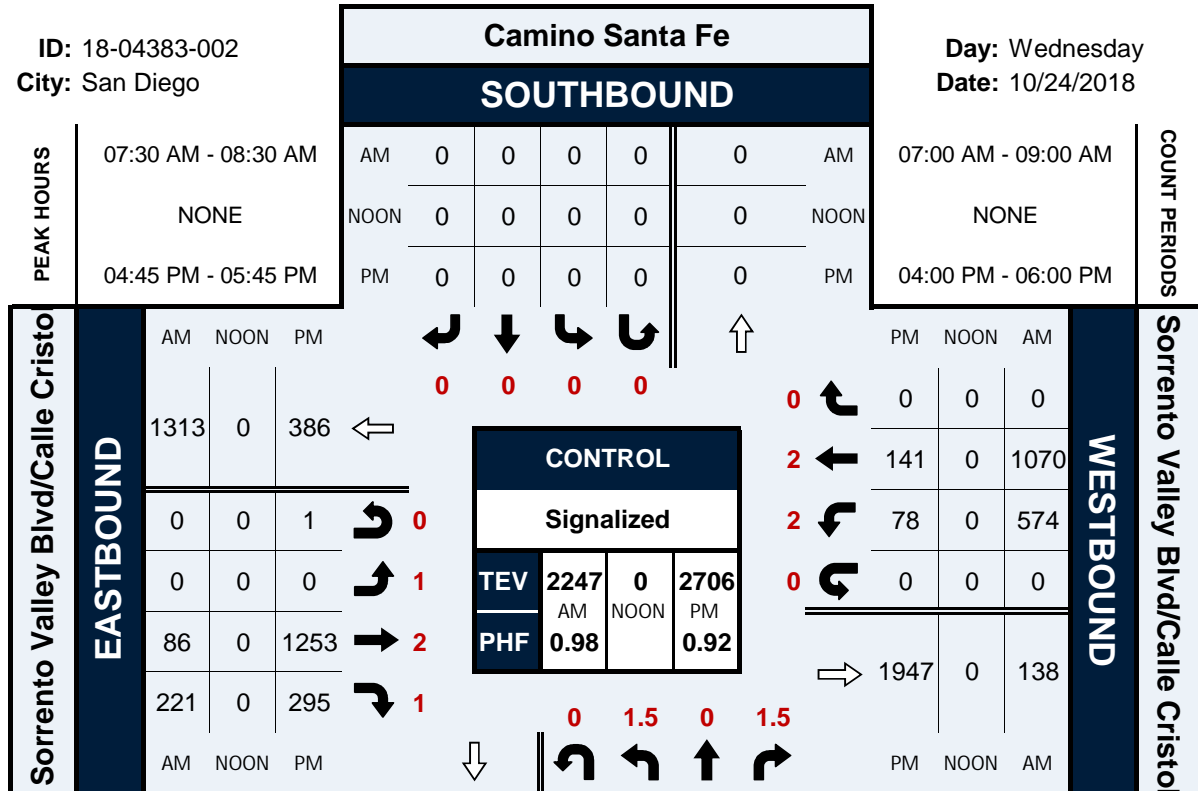 ID: 18-04383-002
City: San Diego
Camino Santa Fe
SOUTHBOUND
Day: Wednesday
Date: 10/24/2018
PEAK HOURS
07:30 AM - 08:30 AM
NONE
04:45 PM - 05:45 PM
AM 0 0 0 0 0 AM
NOON 0 0 0 0 0 NOON
PM 0 0 0 0 0 PM
07:00 AM - 09:00 AM
NONE
04:00 PM - 06:00 PM
COUNT PERIODS
0 0 0 0
Sorrento Valley Blvd/Calle Cristo
EASTBOUND
AM NOON PM
1313 0 386
0 0 1 0
0 0 0 1
86 0 1253 2
221 0 295 1
AM NOON PM
CONTROL
Signalized
TEV 2247 0 2706
AM NOON PM
PHF 0.98 0.92
0 1.5 0 1.5
PM NOON AM
0 0 0 0
2 141 0 1070
2 78 0 574
0 0 0 0
1947 0 138
PM NOON AM
WESTBOUND
Sorrento Valley Blvd/Calle Cristo